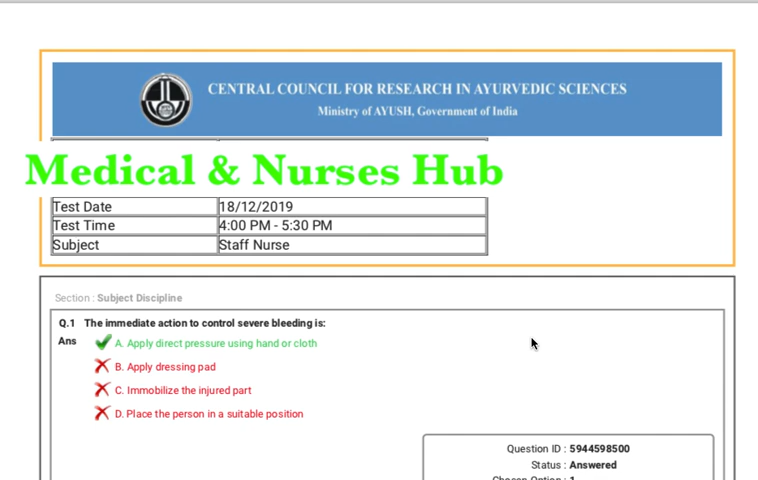 CENTRAL COUNCIL FOR RESEARCH IN AYURVEDIC SCIENCES
Ministry of AYUSH, Government of India
Medical & Nurses Hub
Test Date 18/12/2019
Test Time 4:00 PM - 5:30 PM
Subject Staff Nurse
Section : Subject Discipline
Q.1 The immediate action to control severe bleeding is:
Ans A. Apply direct pressure using hand or cloth
B. Apply dressing pad
C. Immobilize the injured part
D. Place the person in a suitable position
Question ID : 5944598500
Status : Answered
Chosen Option : 1